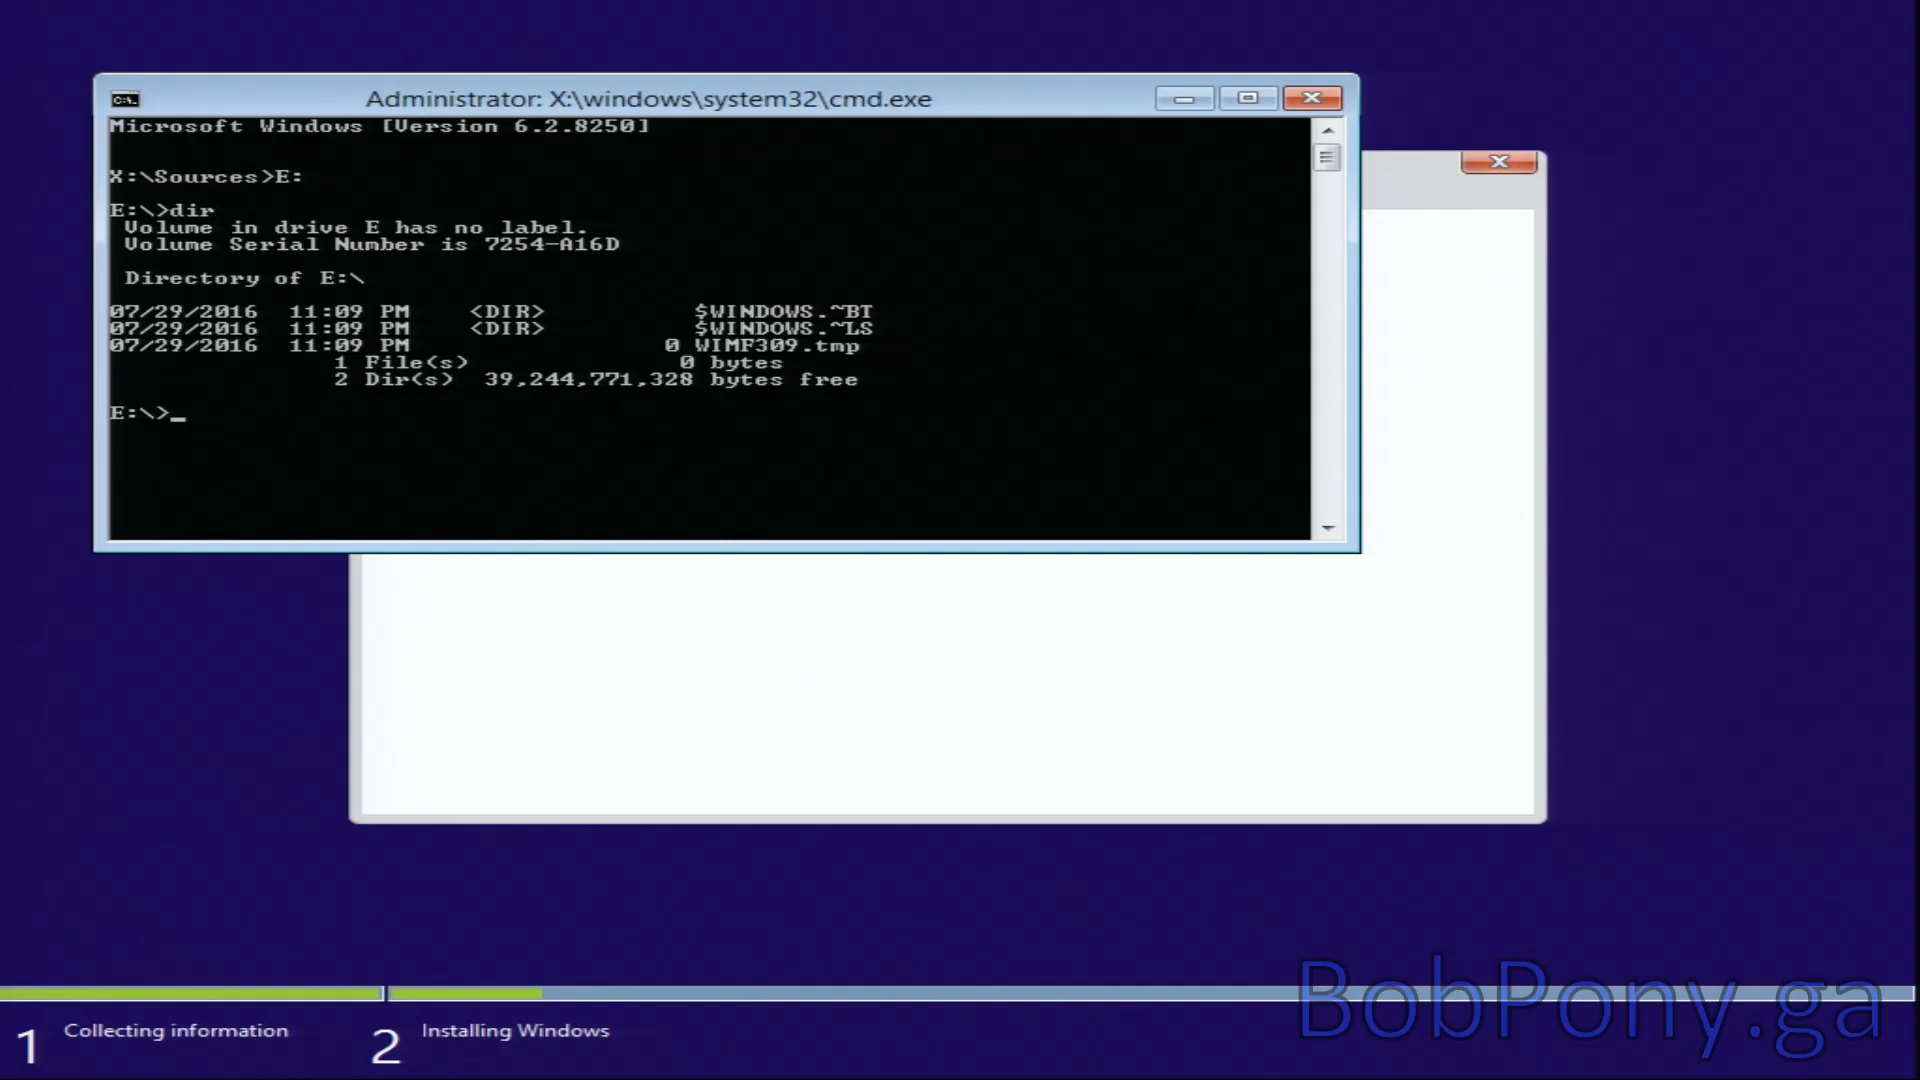 Administrator: X:\windows\system32\cmd.exe
Microsoft Windows [Version 6.2.8250]
X:\Sources>E:
E:\>dir
Volume in drive E has no label.
Volume Serial Number is 7254-A16D
Directory of E:\
07/29/2016  11:09 PM    <DIR>          $WINDOWS.~BT
07/29/2016  11:09 PM    <DIR>          $WINDOWS.~LS
07/29/2016  11:09 PM                 0 WIMF309.tmp
1 File(s)              0 bytes
2 Dir(s)  39,244,771,328 bytes free
E:\>_
1 Collecting information 2 Installing Windows
BobPony.ga